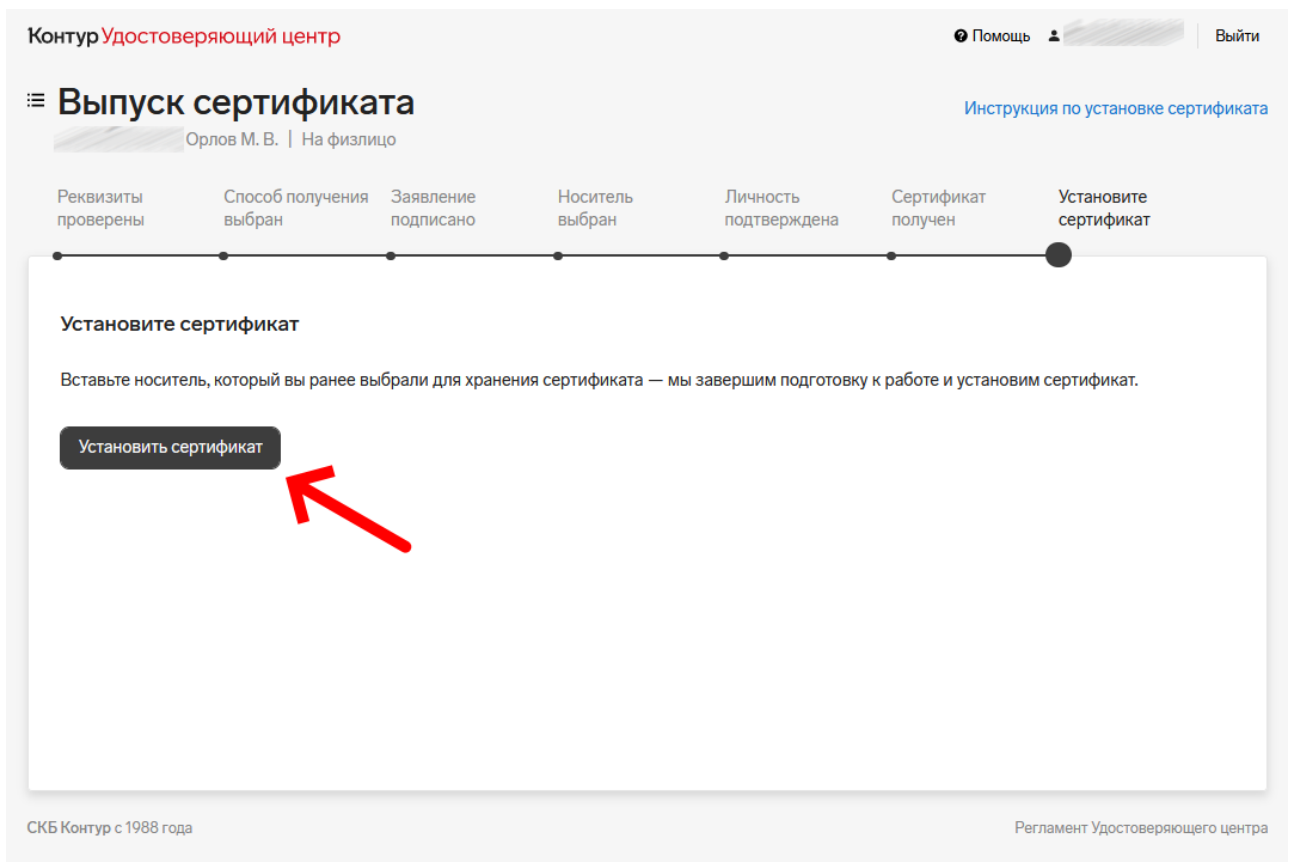 Контур Удостоверяющий центр
Помощь
Выйти
Выпуск сертификата
Инструкция по установке сертификата
Орлов М. В. | На физлицо
Реквизиты проверены
Способ получения выбран
Заявление подписано
Носитель выбран
Личность подтверждена
Сертификат получен
Установите сертификат
Установите сертификат
Вставьте носитель, который вы ранее выбрали для хранения сертификата — мы завершим подготовку к работе и установим сертификат.
Установить сертификат
СКБ Контур с 1988 года
Регламент Удостоверяющего центра